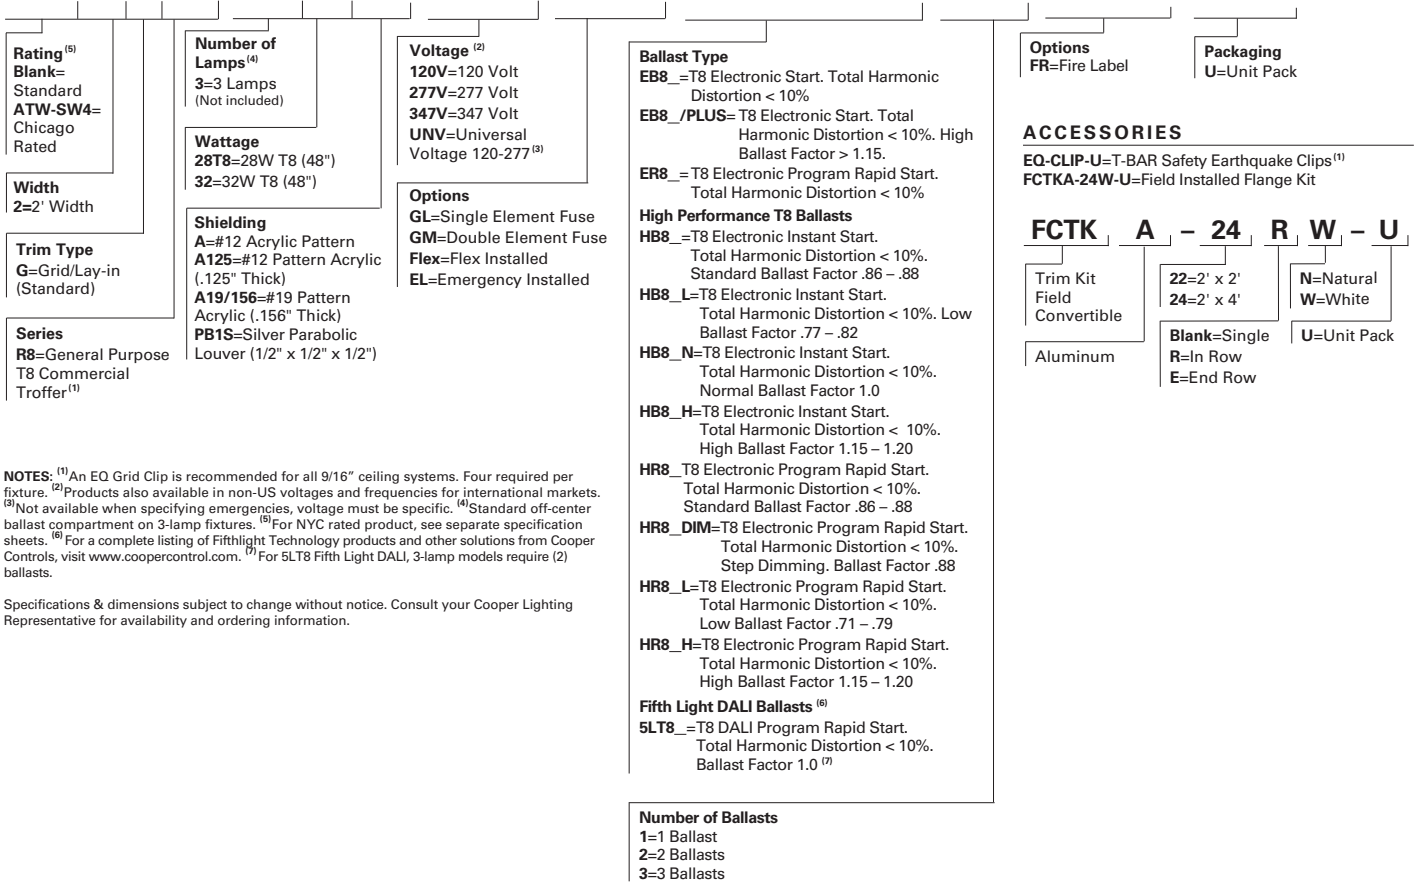 Rating (5)
Blank=
Standard
ATW-SW4=
Chicago
Rated
Width
2=2' Width
Trim Type
G=Grid/Lay-in
(Standard)
Series
R8=General Purpose
T8 Commercial
Troffer (1)
Number of
Lamps (4)
3=3 Lamps
(Not included)
Wattage
28T8=28W T8 (48")
32=32W T8 (48")
Shielding
A=#12 Acrylic Pattern
A125=#12 Pattern Acrylic
(.125" Thick)
A19/156=#19 Pattern
Acrylic (.156" Thick)
PB1S=Silver Parabolic
Louver (1/2" x 1/2" x 1/2")
Voltage (2)
120V=120 Volt
277V=277 Volt
347V=347 Volt
UNV=Universal
Voltage 120-277 (3)
Options
GL=Single Element Fuse
GM=Double Element Fuse
Flex=Flex Installed
EL=Emergency Installed
Ballast Type
EB8_=T8 Electronic Start. Total Harmonic
Distortion < 10%
EB8_/PLUS= T8 Electronic Start. Total
Harmonic Distortion < 10%. High
Ballast Factor > 1.15.
ER8_= T8 Electronic Program Rapid Start.
Total Harmonic Distortion < 10%
High Performance T8 Ballasts
HB8_=T8 Electronic Instant Start.
Total Harmonic Distortion < 10%.
Standard Ballast Factor .86 – .88
HB8_L=T8 Electronic Instant Start.
Total Harmonic Distortion < 10%. Low
Ballast Factor .77 – .82
HB8_N=T8 Electronic Instant Start.
Total Harmonic Distortion < 10%.
Normal Ballast Factor 1.0
HB8_H=T8 Electronic Instant Start.
Total Harmonic Distortion < 10%.
High Ballast Factor 1.15 – 1.20
HR8_T8 Electronic Program Rapid Start.
Total Harmonic Distortion < 10%.
Standard Ballast Factor .86 – .88
HR8_DIM=T8 Electronic Program Rapid Start.
Total Harmonic Distortion < 10%.
Step Dimming. Ballast Factor .88
HR8_L=T8 Electronic Program Rapid Start.
Total Harmonic Distortion < 10%.
Low Ballast Factor .71 – .79
HR8_H=T8 Electronic Program Rapid Start.
Total Harmonic Distortion < 10%.
High Ballast Factor 1.15 – 1.20
Fifth Light DALI Ballasts (6)
5LT8_=T8 DALI Program Rapid Start.
Total Harmonic Distortion < 10%.
Ballast Factor 1.0 (7)
Number of Ballasts
1=1 Ballast
2=2 Ballasts
3=3 Ballasts
Options
FR=Fire Label
Packaging
U=Unit Pack
ACCESSORIES
EQ-CLIP-U=T-BAR Safety Earthquake Clips (1)
FCTKA-24W-U=Field Installed Flange Kit
FCTK A – 24 R W – U
Trim Kit
Field
Convertible
Aluminum
22=2' x 2'
24=2' x 4'
Blank=Single
R=In Row
E=End Row
N=Natural
W=White
U=Unit Pack
NOTES: (1)An EQ Grid Clip is recommended for all 9/16” ceiling systems. Four required per
fixture. (2)Products also available in non-US voltages and frequencies for international markets.
(3)Not available when specifying emergencies, voltage must be specific. (4)Standard off-center
ballast compartment on 3-lamp fixtures. (5)For NYC rated product, see separate specification
sheets. (6)For a complete listing of Fifthlight Technology products and other solutions from Cooper
Controls, visit www.coopercontrol.com. (7)For 5LT8 Fifth Light DALI, 3-lamp models require (2)
ballasts.
Specifications & dimensions subject to change without notice. Consult your Cooper Lighting
Representative for availability and ordering information.